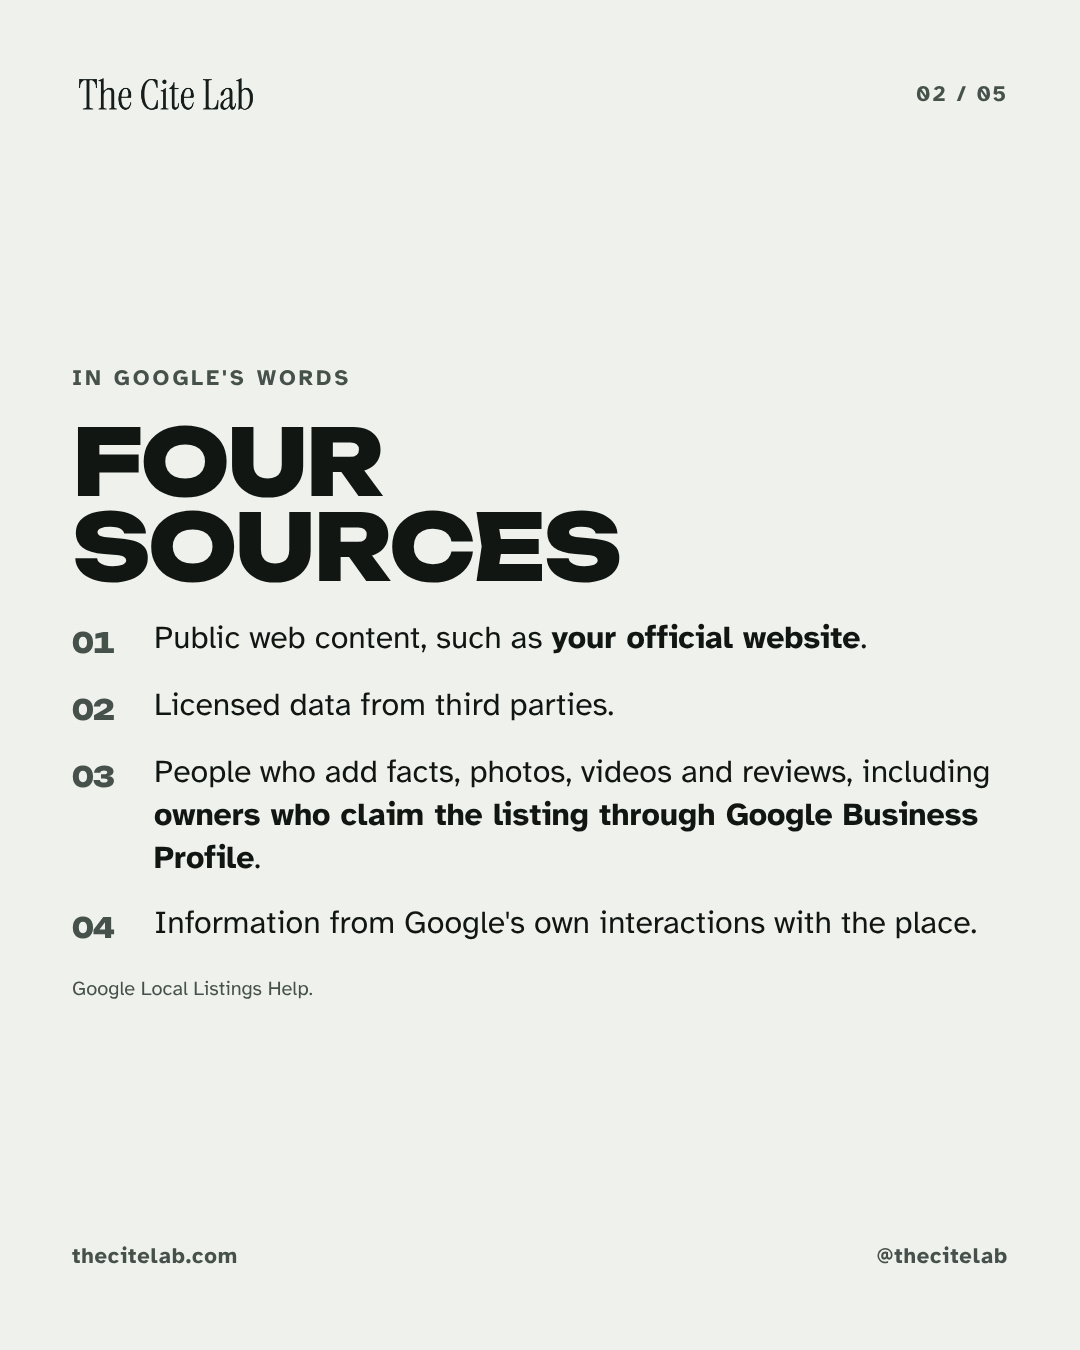 The Cite Lab
02 / 05
IN GOOGLE'S WORDS
FOUR
SOURCES
01 Public web content, such as your official website.
02 Licensed data from third parties.
03 People who add facts, photos, videos and reviews, including
owners who claim the listing through Google Business
Profile.
04 Information from Google's own interactions with the place.
Google Local Listings Help.
thecitelab.com
@thecitelab